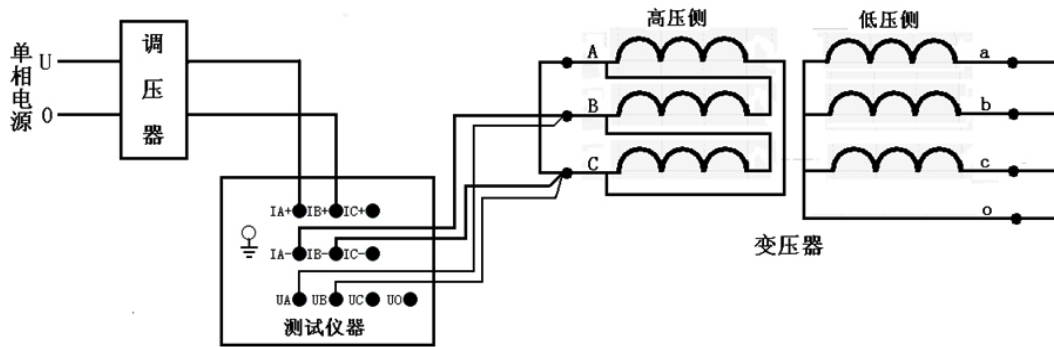 单相电源
U
0
调压器
高压侧
低压侧
A
B
C
a
b
c
o
变压器
IA+ IB+ IC+
IA- IB- IC-
UA UB UC UO
测试仪器